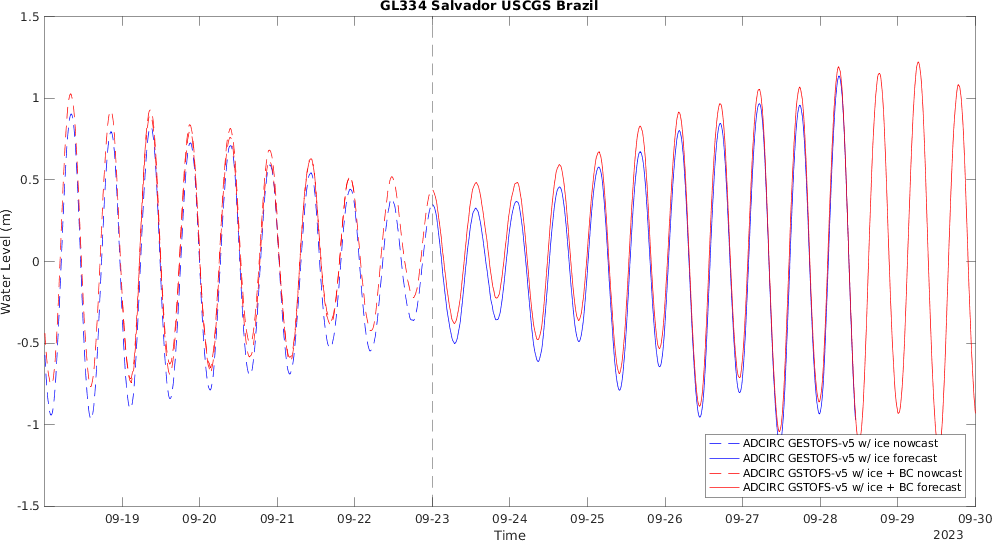 GL334 Salvador USCGS Brazil
1.5
1
0.5
0
-0.5
-1
-1.5
Water Level (m)
ADCIRC GESTOFS-v5 w/ ice nowcast
ADCIRC GESTOFS-v5 w/ ice forecast
ADCIRC GSTOFS-v5 w/ ice + BC nowcast
ADCIRC GSTOFS-v5 w/ ice + BC forecast
09-19 09-20 09-21 09-22 09-23 09-24 09-25 09-26 09-27 09-28 09-29 09-30
Time
2023